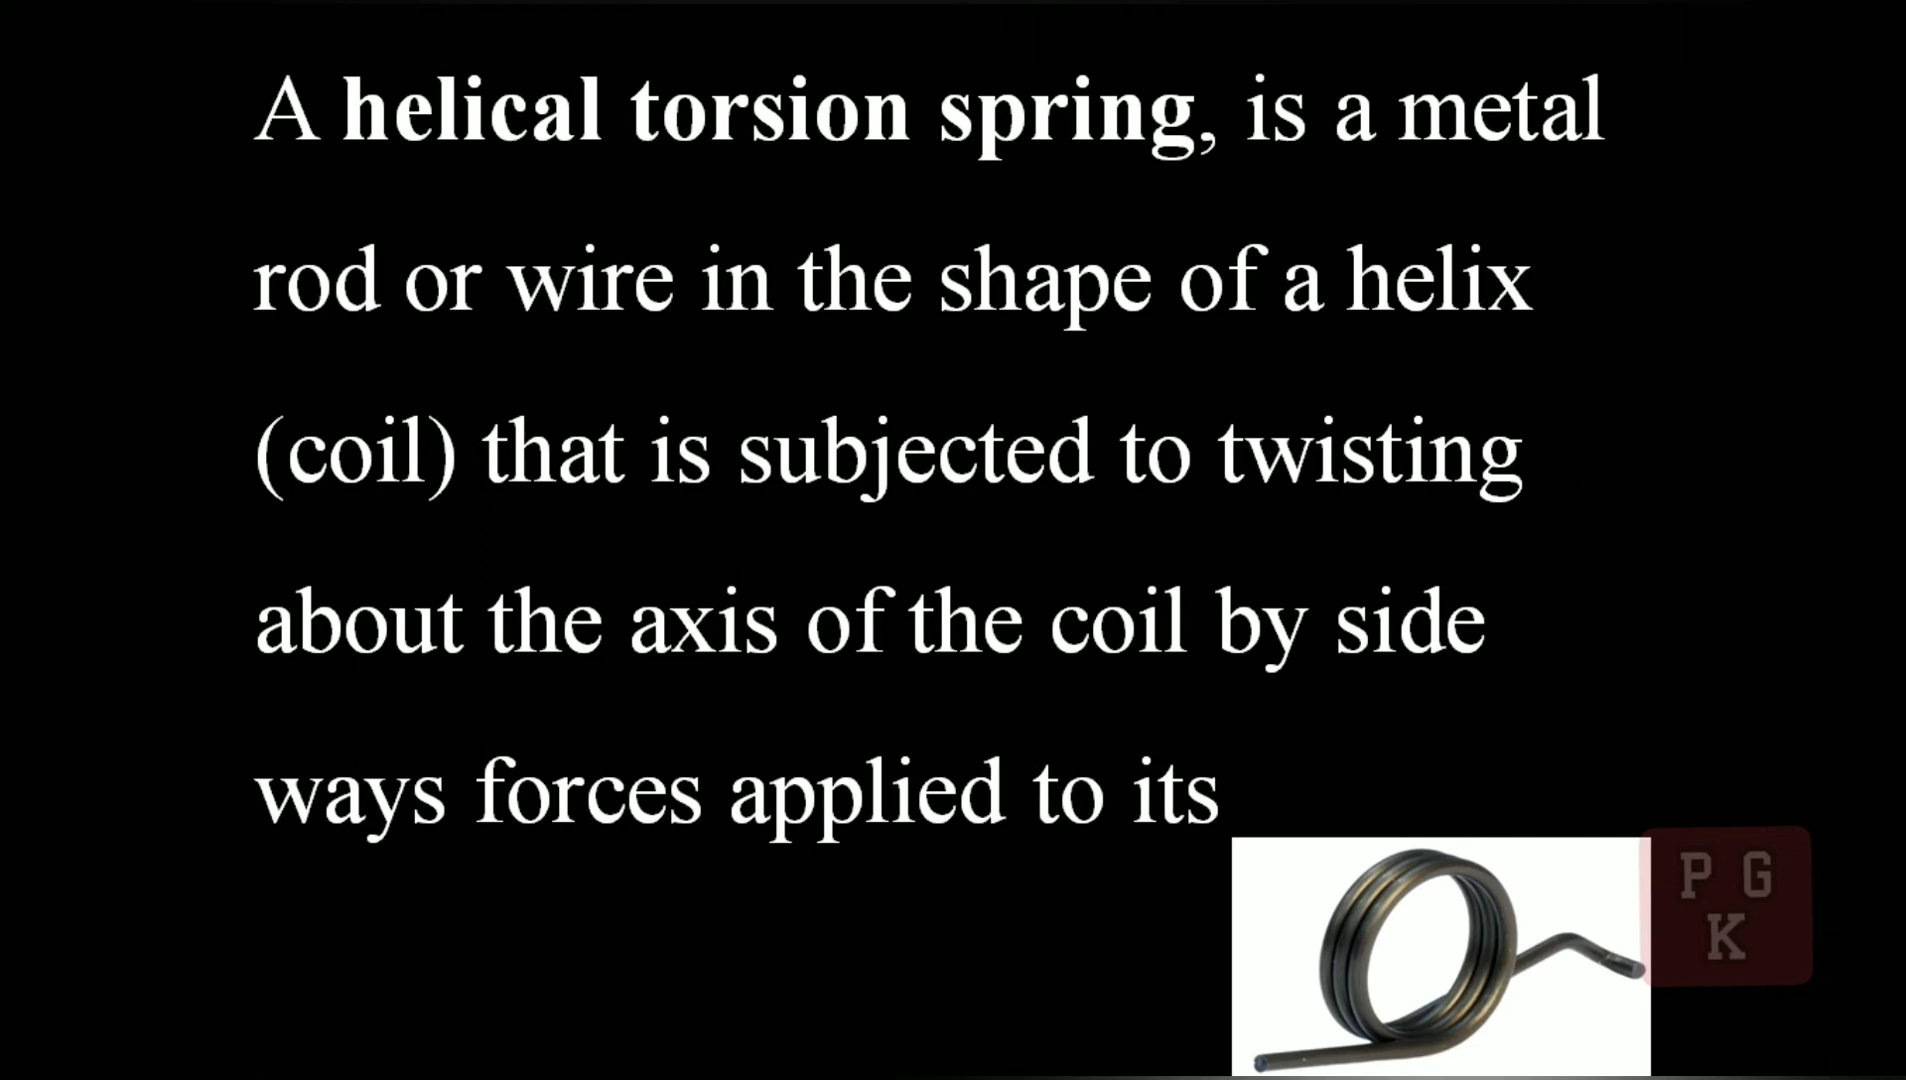 A helical torsion spring, is a metal
rod or wire in the shape of a helix
(coil) that is subjected to twisting
about the axis of the coil by side
ways forces applied to its
P G
K